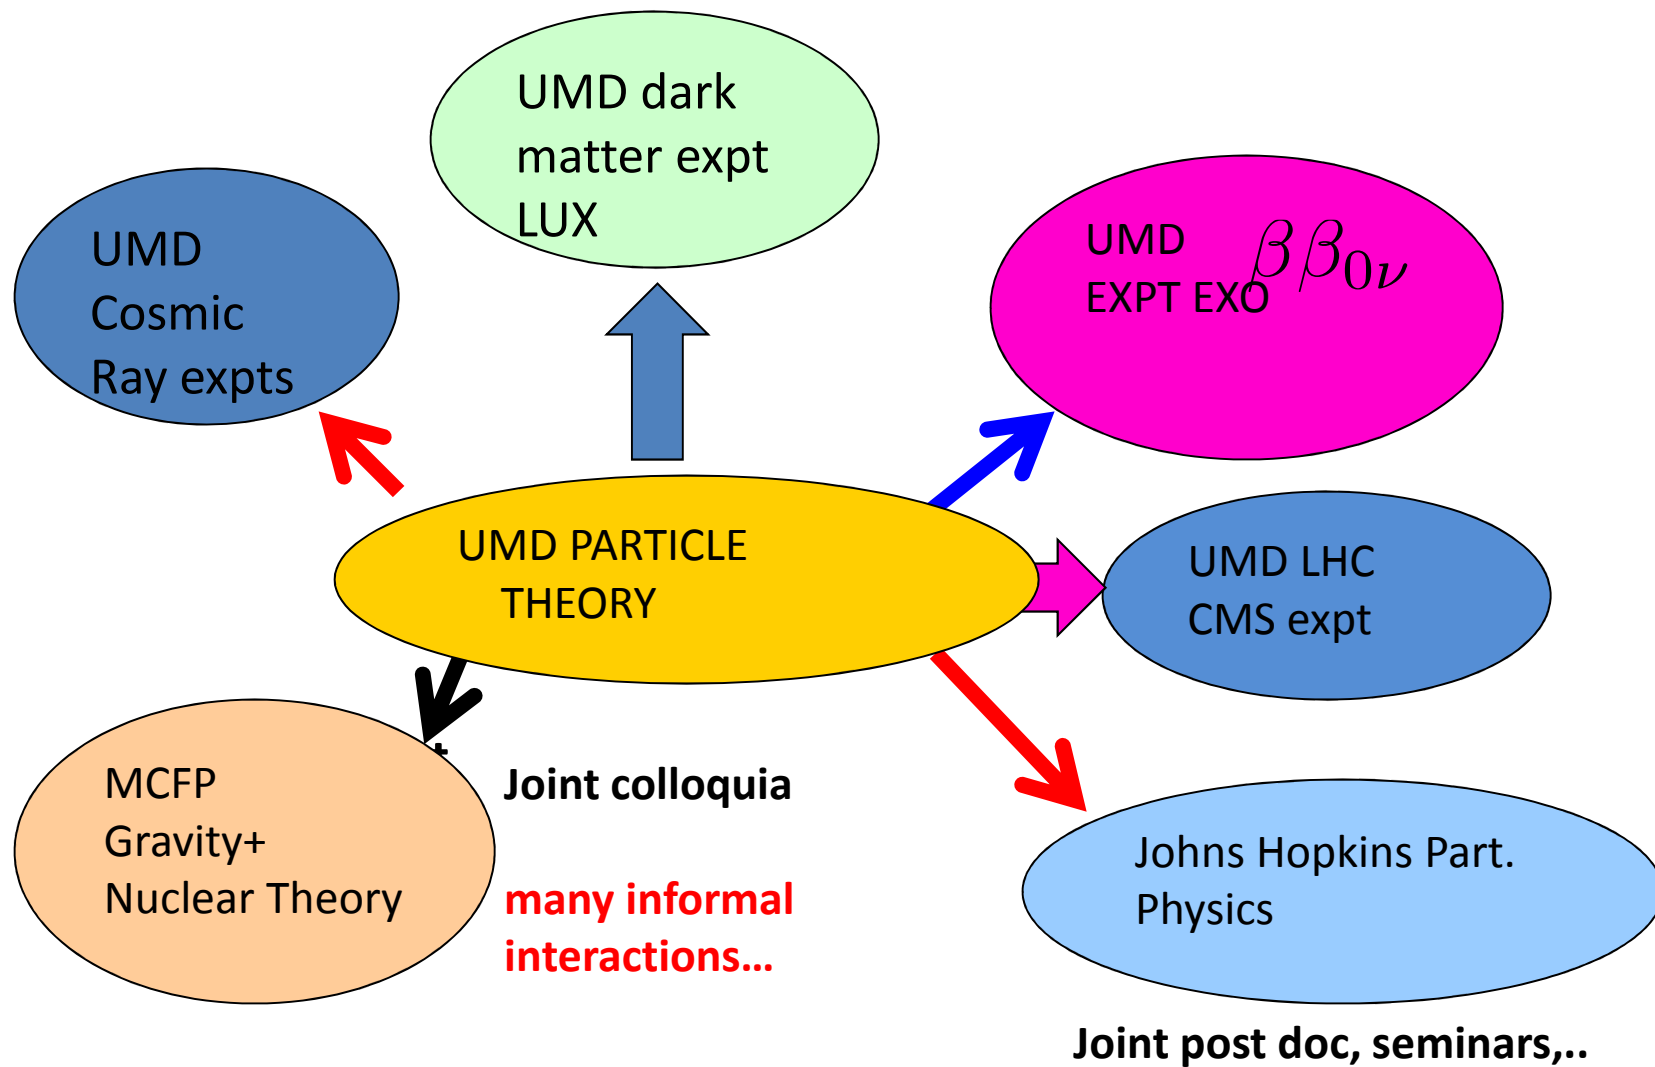 UMD dark
matter expt
LUX
UMD
Cosmic
Ray expts
UMD ββ0ν
EXPT EXO
UMD PARTICLE
THEORY
UMD LHC
CMS expt
MCFP
Gravity+
Nuclear Theory
Joint colloquia
many informal
interactions…
Johns Hopkins Part.
Physics
Joint post doc, seminars,..